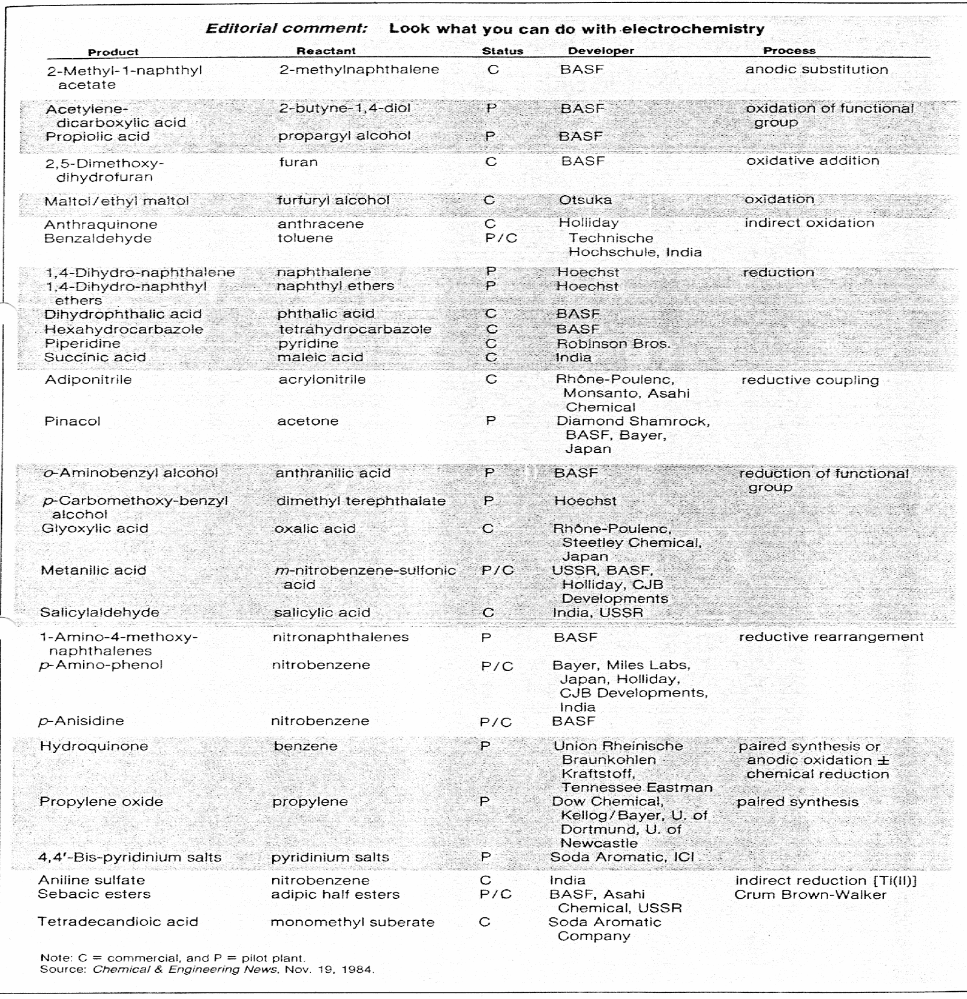 Editorial comment: Look what you can do with electrochemistry
Product Reactant Status Developer Process
2-Methyl-1-naphthyl 2-methylnaphthalene C BASF anodic substitution
acetate
Acetylene- 2-butyne-1,4-diol P BASF oxidation of functional
dicarboxylic acid group
Propiolic acid propargyl alcohol P BASF
2,5-Dimethoxy- furan C BASF oxidative addition
dihydrofuran
Maltol/ethyl maltol furfuryl alcohol C Otsuka oxidation
Anthraquinone anthracene C Holliday indirect oxidation
Benzaldehyde toluene P/C Technische
Hochschule, India
1,4-Dihydro-naphthalene naphthalene P Hoechst reduction
1,4-Dihydro-naphthyl naphthyl ethers P Hoechst
ethers
Dihydrophthalic acid phthalic acid C BASF
Hexahydrocarbazole tetrahydrocarbazole C BASF
Piperidine pyridine C Robinson Bros.
Succinic acid maleic acid C India
Adiponitrile acrylonitrile C Rhône-Poulenc, reductive coupling
Monsanto, Asahi
Chemical
Pinacol acetone P Diamond Shamrock,
BASF, Bayer,
Japan
o-Aminobenzyl alcohol anthranilic acid P BASF reduction of functional
group
p-Carbomethoxy-benzyl dimethyl terephthalate P Hoechst
alcohol
Glyoxylic acid oxalic acid C Rhône-Poulenc,
Steetley Chemical,
Japan
Metanilic acid m-nitrobenzene-sulfonic P/C USSR, BASF,
acid Holliday, CJB
Developments
Salicylaldehyde salicylic acid C India, USSR
1-Amino-4-methoxy- nitronaphthalenes P BASF reductive rearrangement
naphthalenes
p-Amino-phenol nitrobenzene P/C Bayer, Miles Labs,
Japan, Holliday,
CJB Developments,
India
p-Anisidine nitrobenzene P/C BASF
Hydroquinone benzene P Union Rheinische paired synthesis or
Braunkohlen anodic oxidation ±
Kraftstoff, chemical reduction
Tennessee Eastman
Propylene oxide propylene P Dow Chemical, paired synthesis
Kellog/Bayer, U. of
Dortmund, U. of
Newcastle
4,4′-Bis-pyridinium salts pyridinium salts P Soda Aromatic, ICI
Aniline sulfate nitrobenzene C India indirect reduction [Ti(II)]
Sebacic esters adipic half esters P/C BASF, Asahi Crum Brown-Walker
Chemical, USSR
Tetradecandioic acid monomethyl suberate C Soda Aromatic
Company
Note: C = commercial, and P = pilot plant.
Source: Chemical & Engineering News, Nov. 19, 1984.